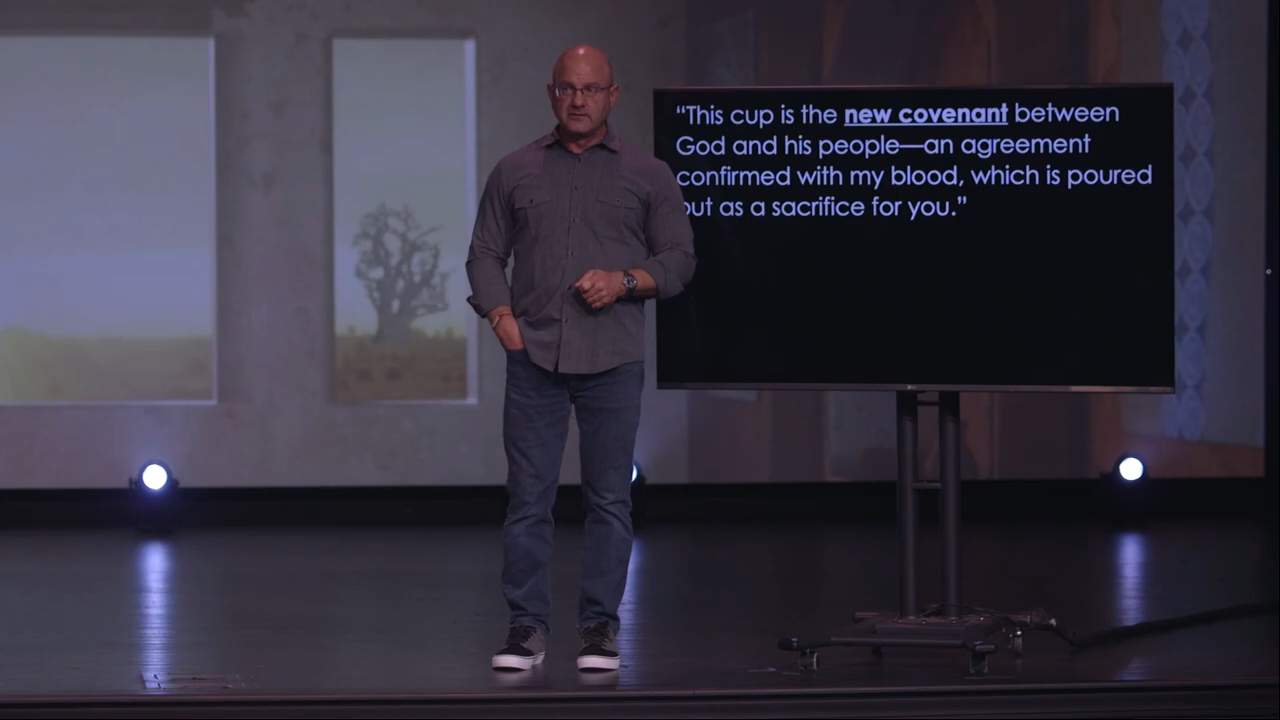 “This cup is the new covenant between
God and his people—an agreement
confirmed with my blood, which is poured
out as a sacrifice for you.”
LG